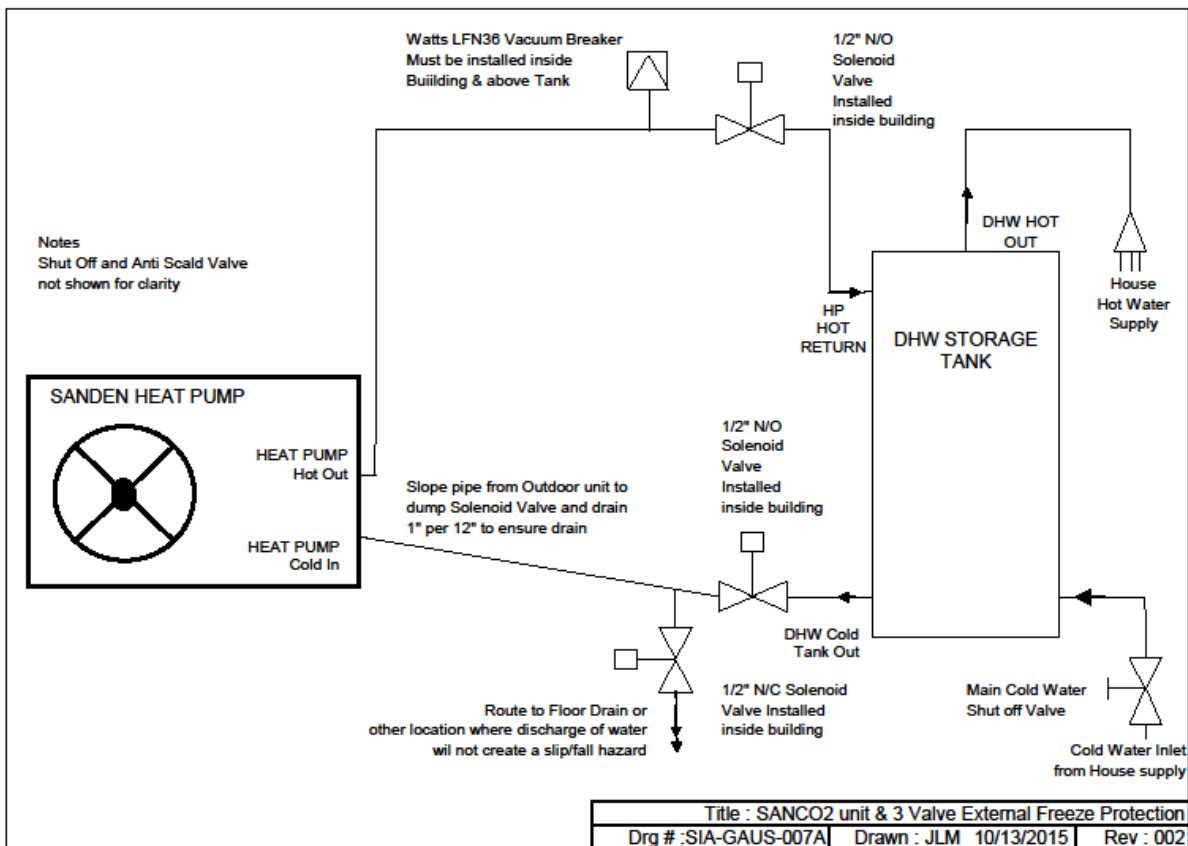 Watts LFN36 Vacuum Breaker
Must be installed inside
Buiilding & above Tank
1/2" N/O
Solenoid
Valve
Installed
inside building
Notes
Shut Off and Anti Scald Valve
not shown for clarity
DHW HOT
OUT
House
Hot Water
Supply
HP
HOT
RETURN
DHW STORAGE
TANK
SANDEN HEAT PUMP
HEAT PUMP
Hot Out
HEAT PUMP
Cold In
Slope pipe from Outdoor unit to
dump Solenoid Valve and drain
1" per 12" to ensure drain
1/2" N/O
Solenoid
Valve
Installed
inside building
DHW Cold
Tank Out
1/2" N/C Solenoid
Valve Installed
inside building
Route to Floor Drain or
other location where discharge of water
wil not create a slip/fall hazard
Main Cold Water
Shut off Valve
Cold Water Inlet
from House supply
Title : SANCO2 unit & 3 Valve External Freeze Protection
Drg # :SIA-GAUS-007A Drawn : JLM 10/13/2015 Rev : 002